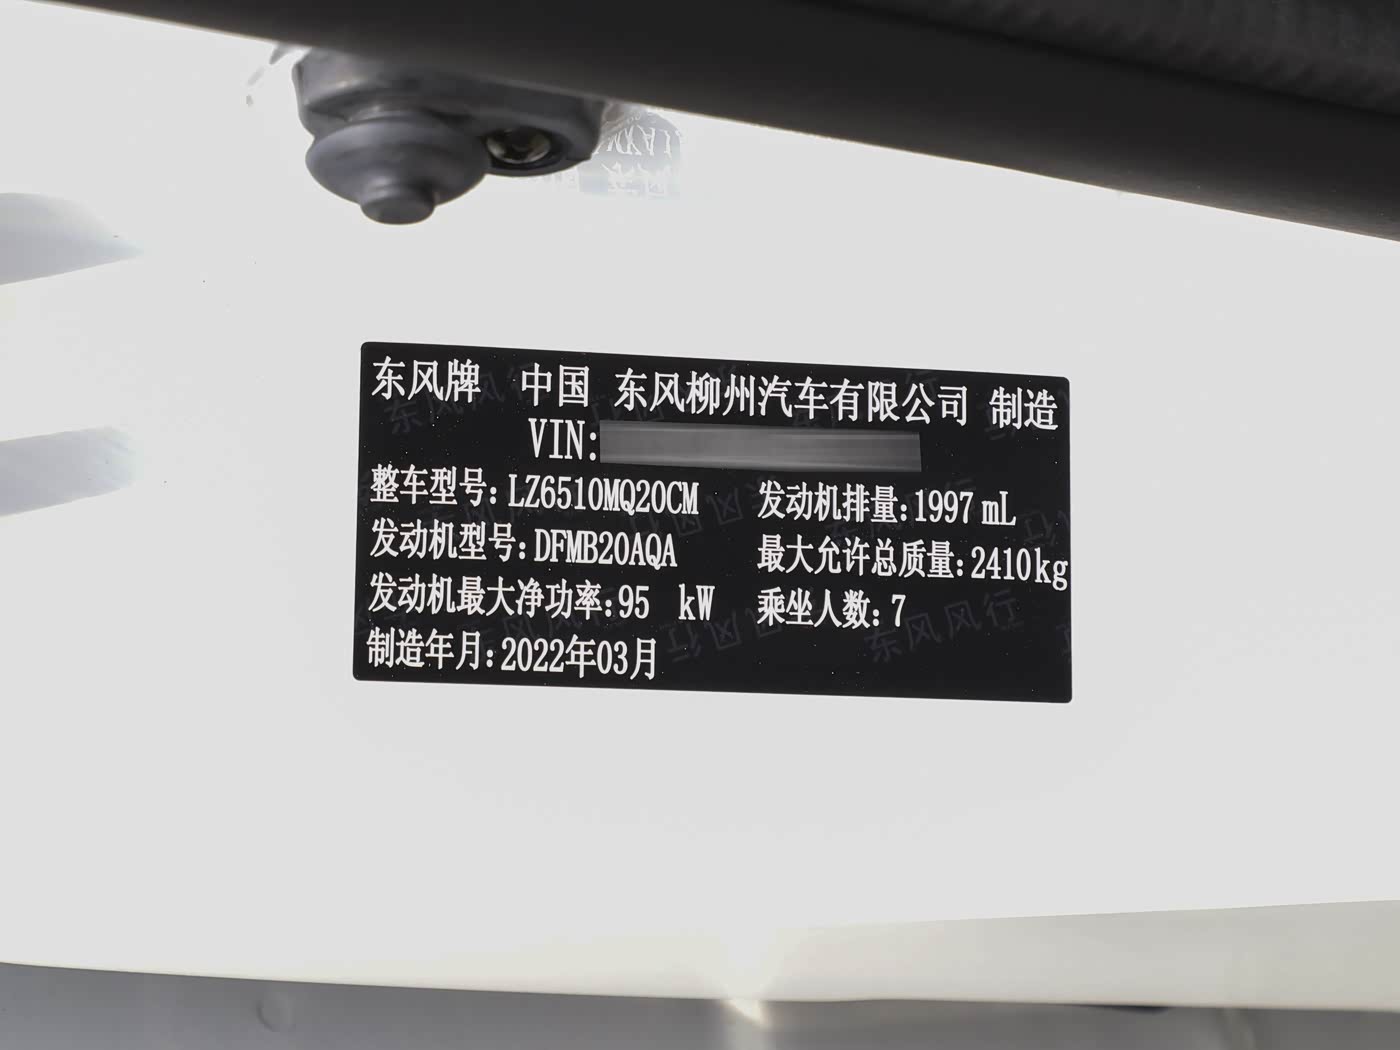 东风牌 中国 东风柳州汽车有限公司 制造
VIN:
整车型号: LZ6510MQ20CM 发动机排量: 1997 mL
发动机型号: DFMB20AQA 最大允许总质量: 2410kg
发动机最大净功率: 95 kW 乘坐人数: 7
制造年月: 2022年03月